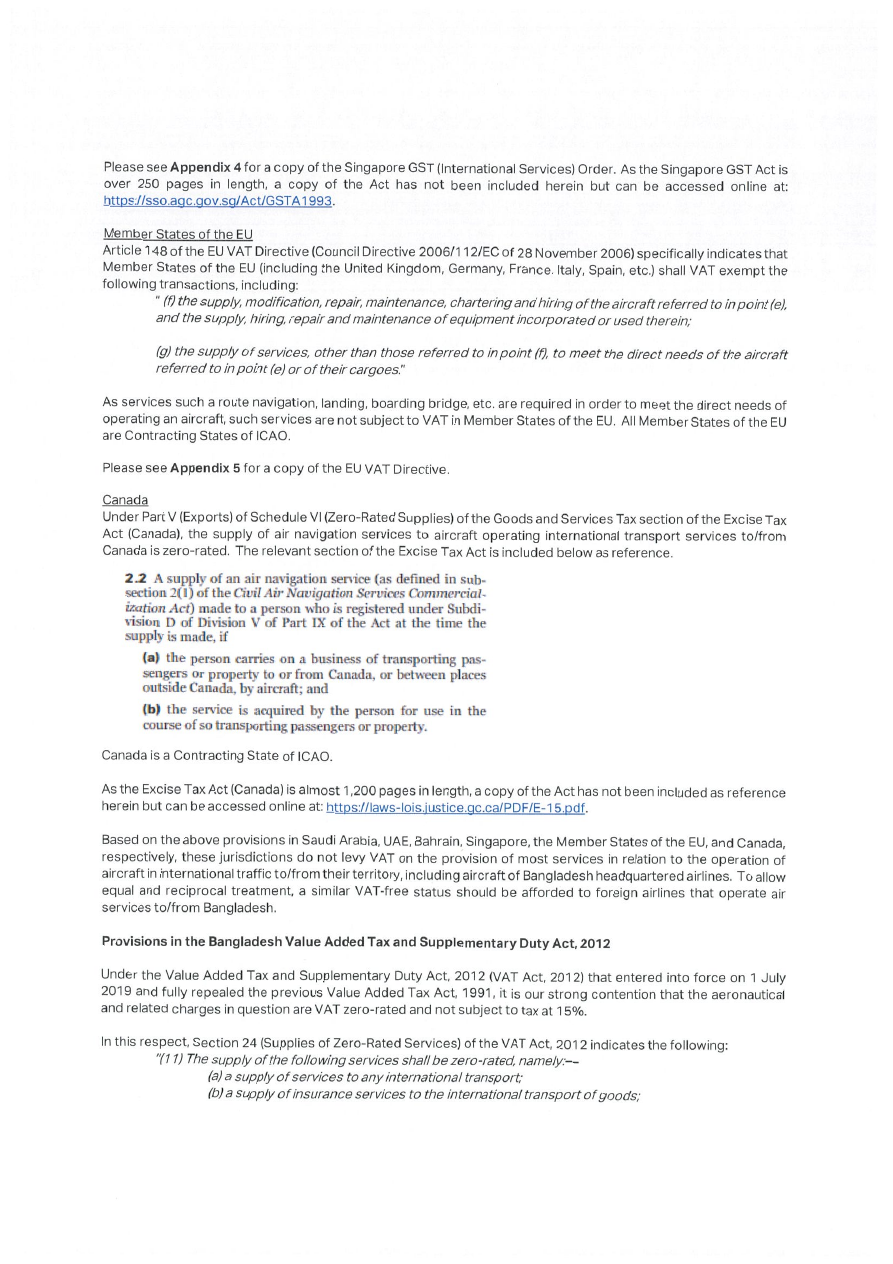 Please see Appendix 4 for a copy of the Singapore GST (International Services) Order. As the Singapore GST Act is
over 250 pages in length, a copy of the Act has not been included herein but can be accessed online at:
https://sso.agc.gov.sg/Act/GSTA1993.
Member States of the EU
Article 148 of the EU VAT Directive (Council Directive 2006/112/EC of 28 November 2006) specifically indicates that
Member States of the EU (including the United Kingdom, Germany, France. Italy, Spain, etc.) shall VAT exempt the
following transactions, including:
" (f) the supply, modification, repair, maintenance, chartering and hiring of the aircraft referred to in point (e),
and the supply, hiring, repair and maintenance of equipment incorporated or used therein;
(g) the supply of services, other than those referred to in point (f), to meet the direct needs of the aircraft
referred to in point (e) or of their cargoes."
As services such a route navigation, landing, boarding bridge, etc. are required in order to meet the direct needs of
operating an aircraft, such services are not subject to VAT in Member States of the EU. All Member States of the EU
are Contracting States of ICAO.
Please see Appendix 5 for a copy of the EU VAT Directive.
Canada
Under Part V (Exports) of Schedule VI (Zero-Rated Supplies) of the Goods and Services Tax section of the Excise Tax
Act (Canada), the supply of air navigation services to aircraft operating international transport services to/from
Canada is zero-rated. The relevant section of the Excise Tax Act is included below as reference.
2.2 A supply of an air navigation service (as defined in sub-
section 2(1) of the Civil Air Navigation Services Commercial-
ization Act) made to a person who is registered under Subdi-
vision D of Division V of Part IX of the Act at the time the
supply is made, if
(a) the person carries on a business of transporting pas-
sengers or property to or from Canada, or between places
outside Canada, by aircraft; and
(b) the service is acquired by the person for use in the
course of so transporting passengers or property.
Canada is a Contracting State of ICAO.
As the Excise Tax Act (Canada) is almost 1,200 pages in length, a copy of the Act has not been included as reference
herein but can be accessed online at: https://laws-lois.justice.gc.ca/PDF/E-15.pdf.
Based on the above provisions in Saudi Arabia, UAE, Bahrain, Singapore, the Member States of the EU, and Canada,
respectively, these jurisdictions do not levy VAT on the provision of most services in relation to the operation of
aircraft in international traffic to/from their territory, including aircraft of Bangladesh headquartered airlines. To allow
equal and reciprocal treatment, a similar VAT-free status should be afforded to foreign airlines that operate air
services to/from Bangladesh.
Provisions in the Bangladesh Value Added Tax and Supplementary Duty Act, 2012
Under the Value Added Tax and Supplementary Duty Act, 2012 (VAT Act, 2012) that entered into force on 1 July
2019 and fully repealed the previous Value Added Tax Act, 1991, it is our strong contention that the aeronautical
and related charges in question are VAT zero-rated and not subject to tax at 15%.
In this respect, Section 24 (Supplies of Zero-Rated Services) of the VAT Act, 2012 indicates the following:
"(11) The supply of the following services shall be zero-rated, namely:––
(a) a supply of services to any international transport;
(b) a supply of insurance services to the international transport of goods;